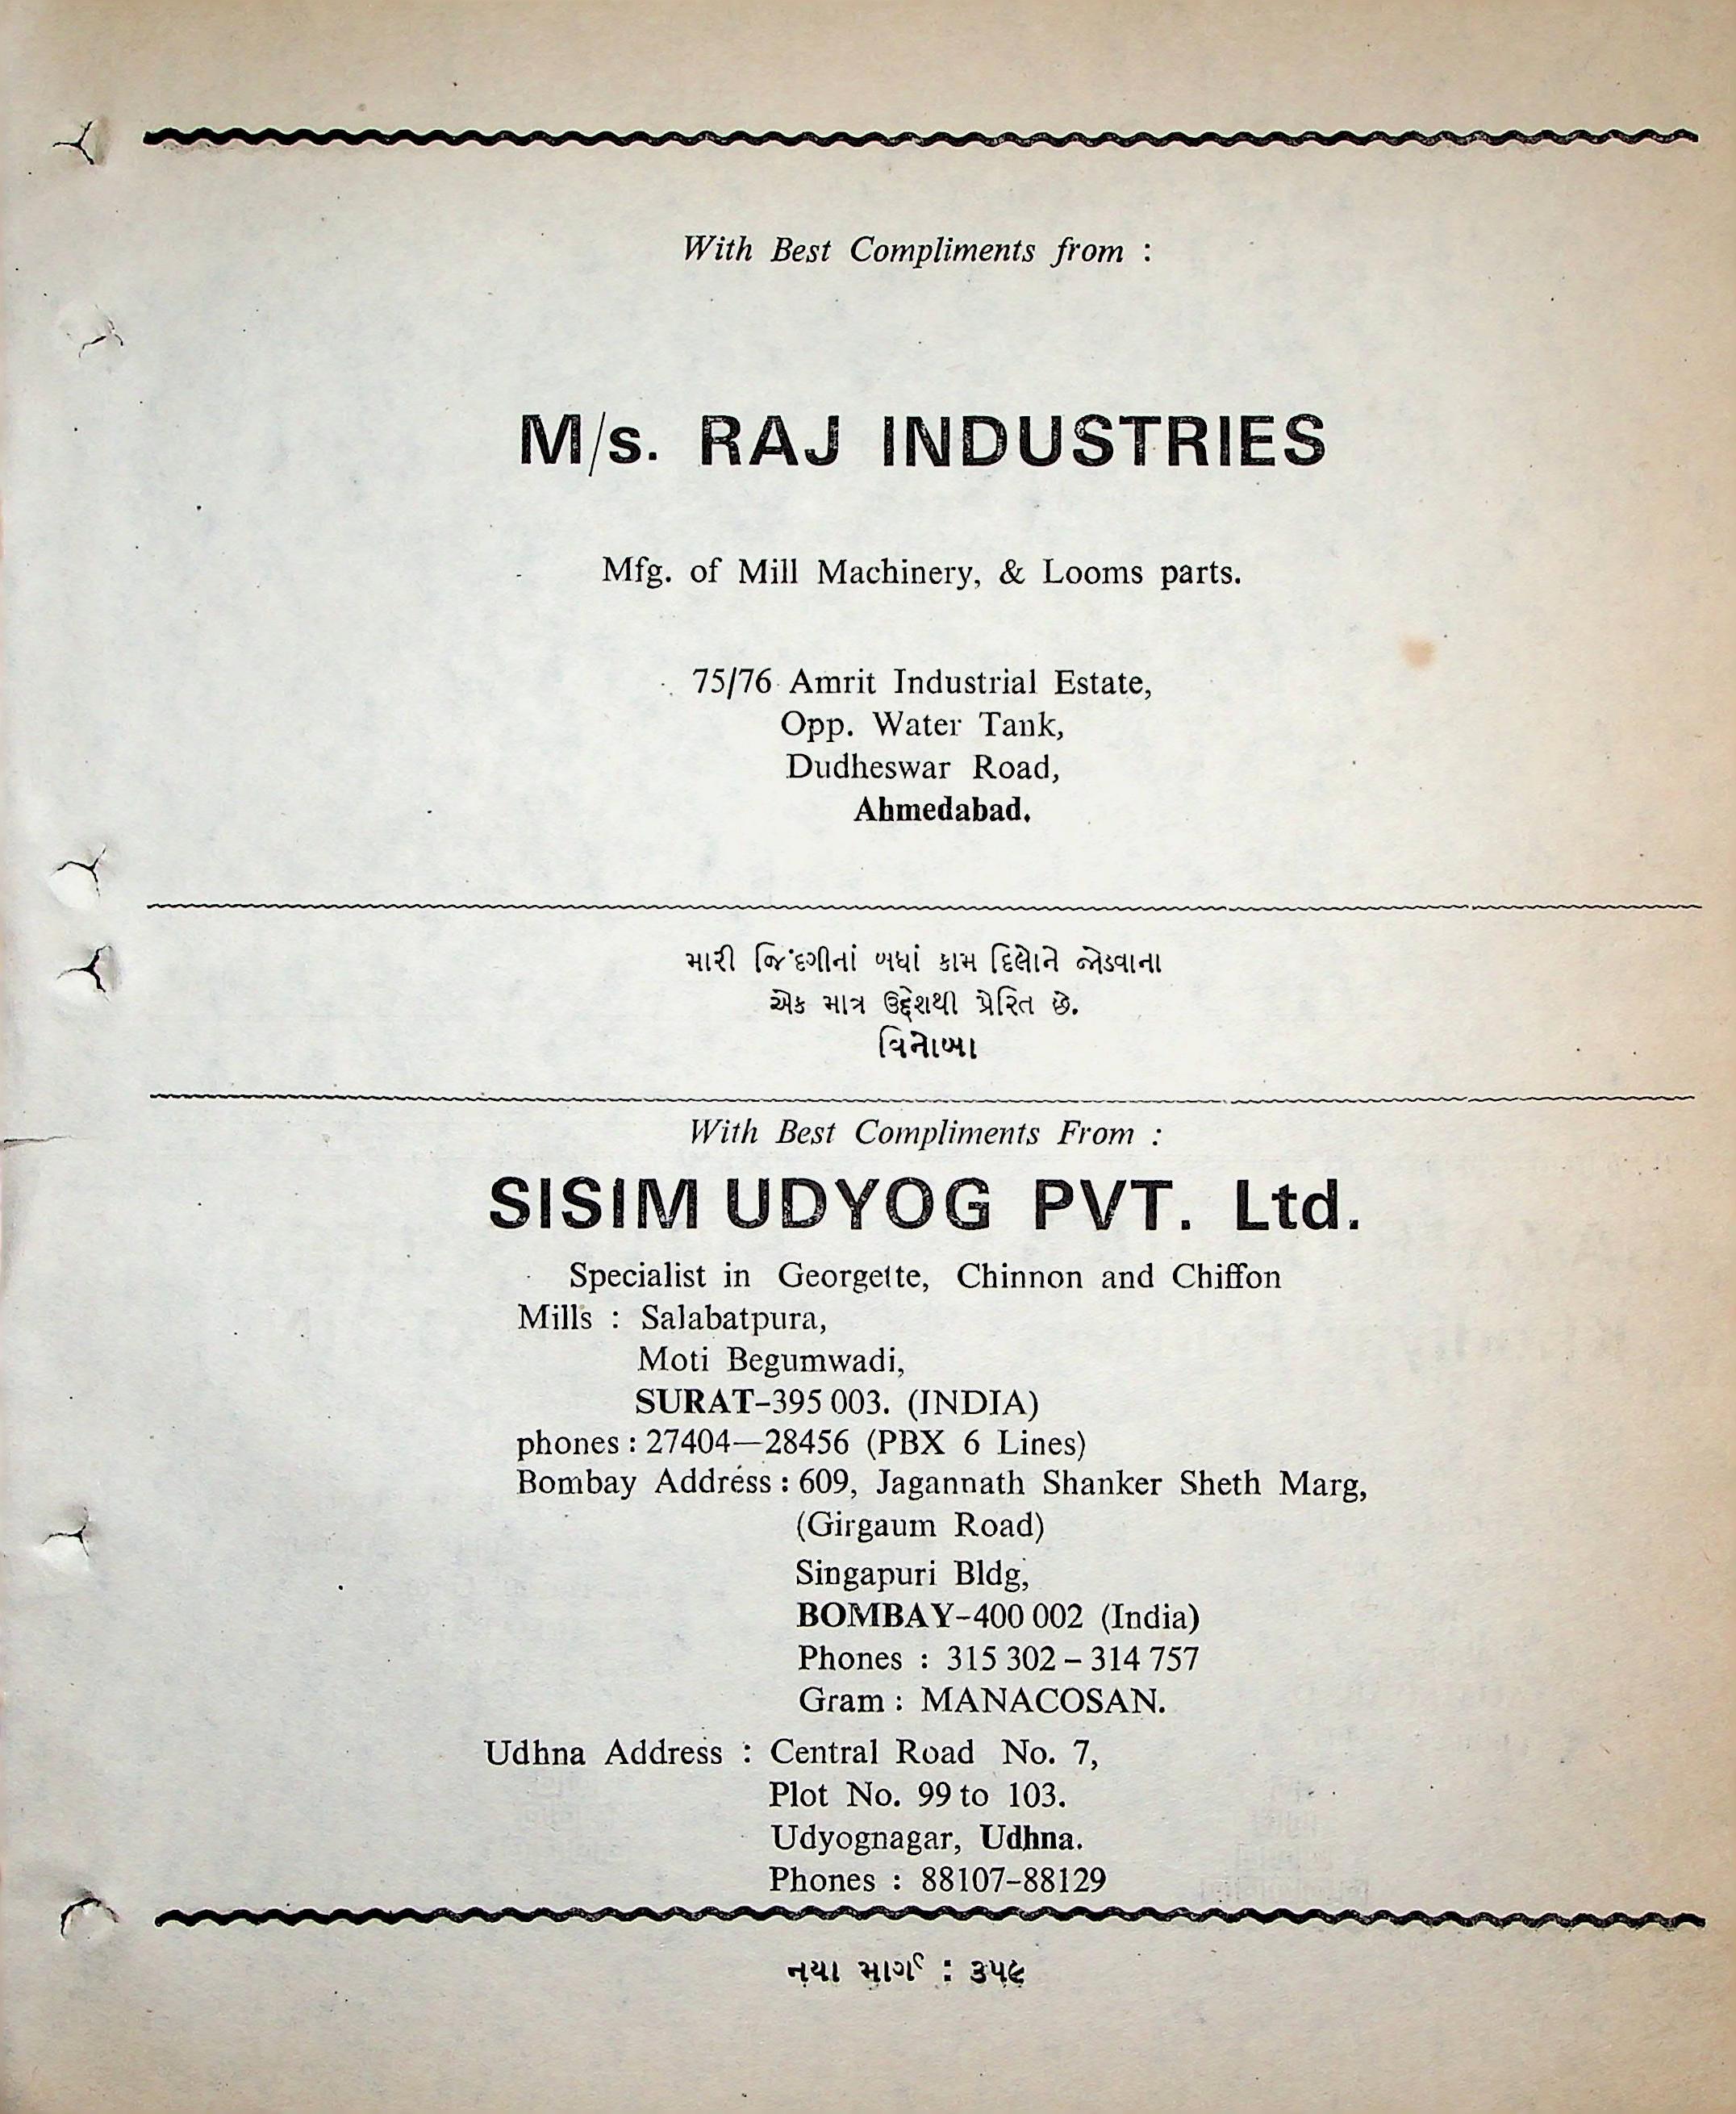 With Best Compliments from :
M/s. RAJ INDUSTRIES
Mfg. of Mill Machinery, & Looms parts.
75/76 Amrit Industrial Estate,
Opp. Water Tank,
Dudheswar Road,
Ahmedabad.
મારી જિંદગીનાં બધાં કામ દિલોને જોડવાના
એક માત્ર ઉદ્દેશથી પ્રેરિત છે.
વિનોબા
With Best Compliments From :
SISIM UDYOG PVT. Ltd.
Specialist in Georgette, Chinnon and Chiffon
Mills : Salabatpura,
Moti Begumwadi,
SURAT-395 003. (INDIA)
phones : 27404—28456 (PBX 6 Lines)
Bombay Address : 609, Jagannath Shanker Sheth Marg,
(Girgaum Road)
Singapuri Bldg,
BOMBAY-400 002 (India)
Phones : 315 302 – 314 757
Gram : MANACOSAN.
Udhna Address : Central Road No. 7,
Plot No. 99 to 103.
Udyognagar, Udhna.
Phones : 88107-88129
નયા માર્ગ : ૩૫૯